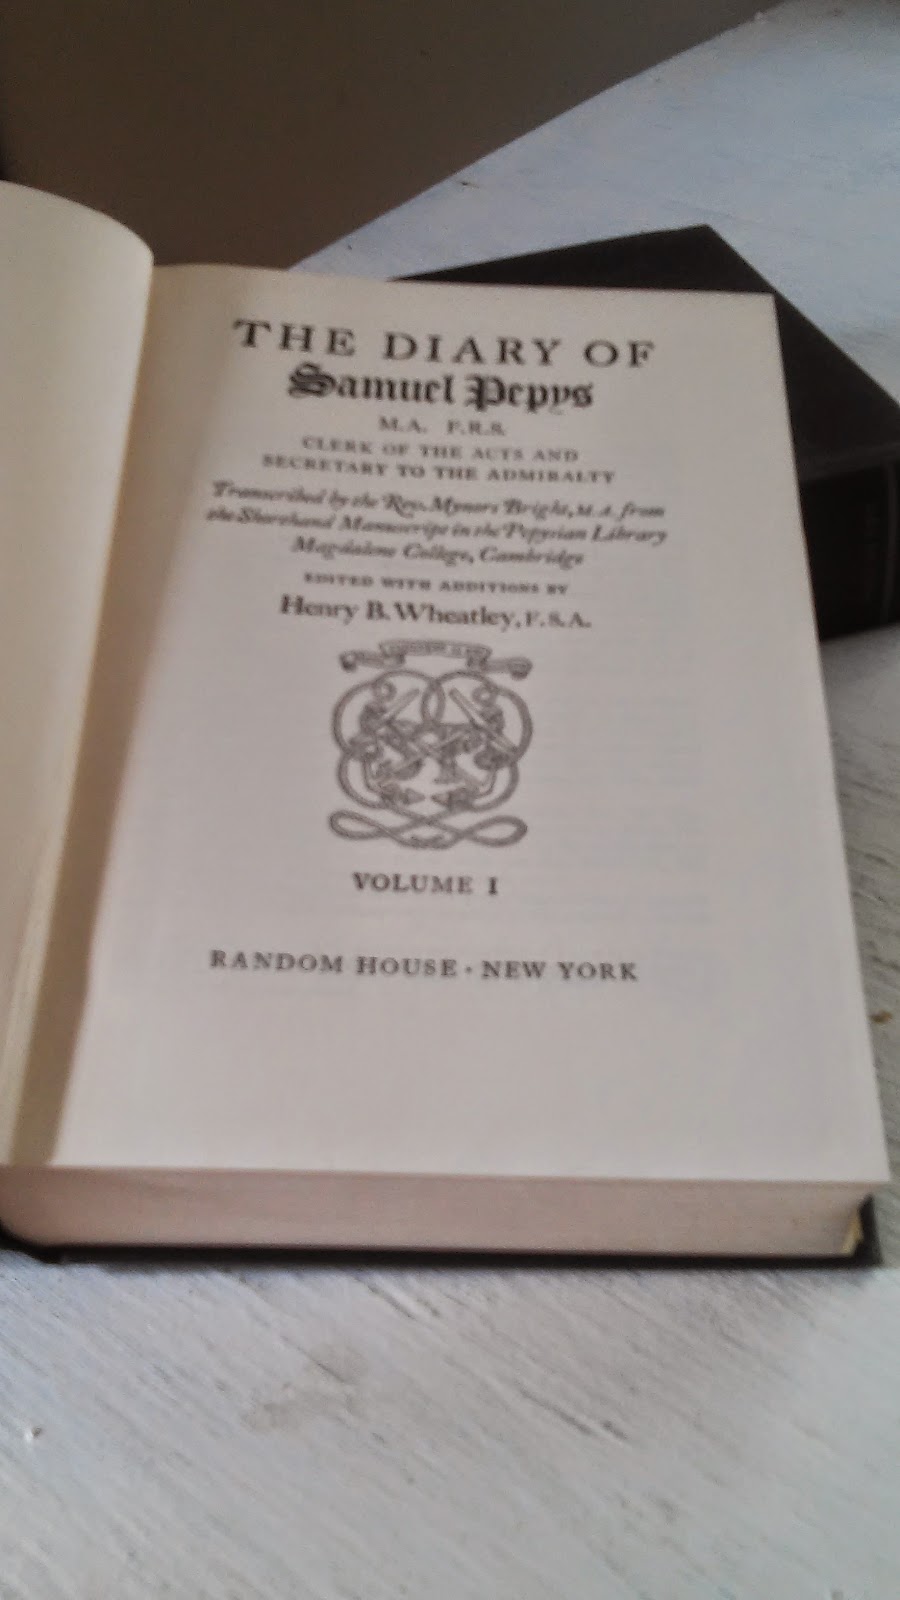 THE DIARY OF
Samuel Pepys
M.A. F.R.S.
CLERK OF THE ACTS AND
SECRETARY TO THE ADMIRALTY
Transcribed by the Rev. Mynors Bright, M.A. from
the Shorthand Manuscript in the Pepysian Library
Magdalene College, Cambridge
EDITED WITH ADDITIONS BY
Henry B. Wheatley, F.S.A.
VOLUME I
RANDOM HOUSE · NEW YORK